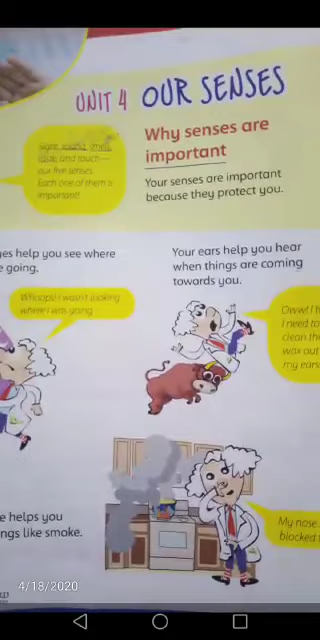 UNIT 4 OUR SENSES
Sight, sound, smell,
taste and touch—
our five senses.
Each one of them is
important!
Why senses are
important
Your senses are important
because they protect you.
help you see where
going.
Whoops! I wasn't looking
where I was going.
Your ears help you hear
when things are coming
towards you.
Oww! I
I need to
clean the
wax out
my ears
helps you
like smoke.
My nose
blocked
4/18/2020